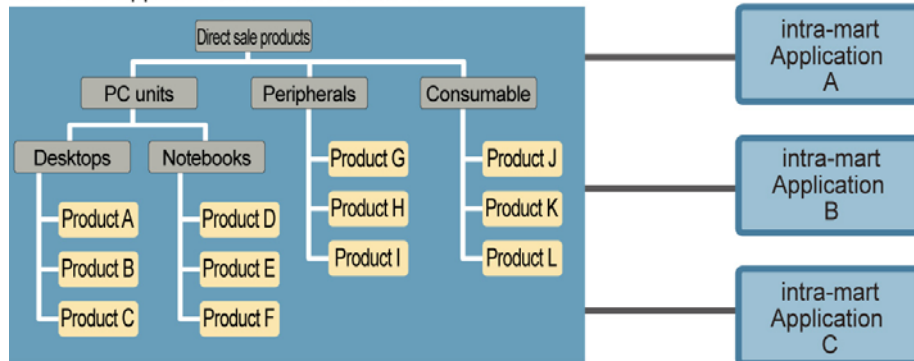 Direct sale products
PC units
Peripherals
Consumable
Desktops
Notebooks
Product A
Product B
Product C
Product D
Product E
Product F
Product G
Product H
Product I
Product J
Product K
Product L
intra-mart
Application
A
intra-mart
Application
B
intra-mart
Application
C